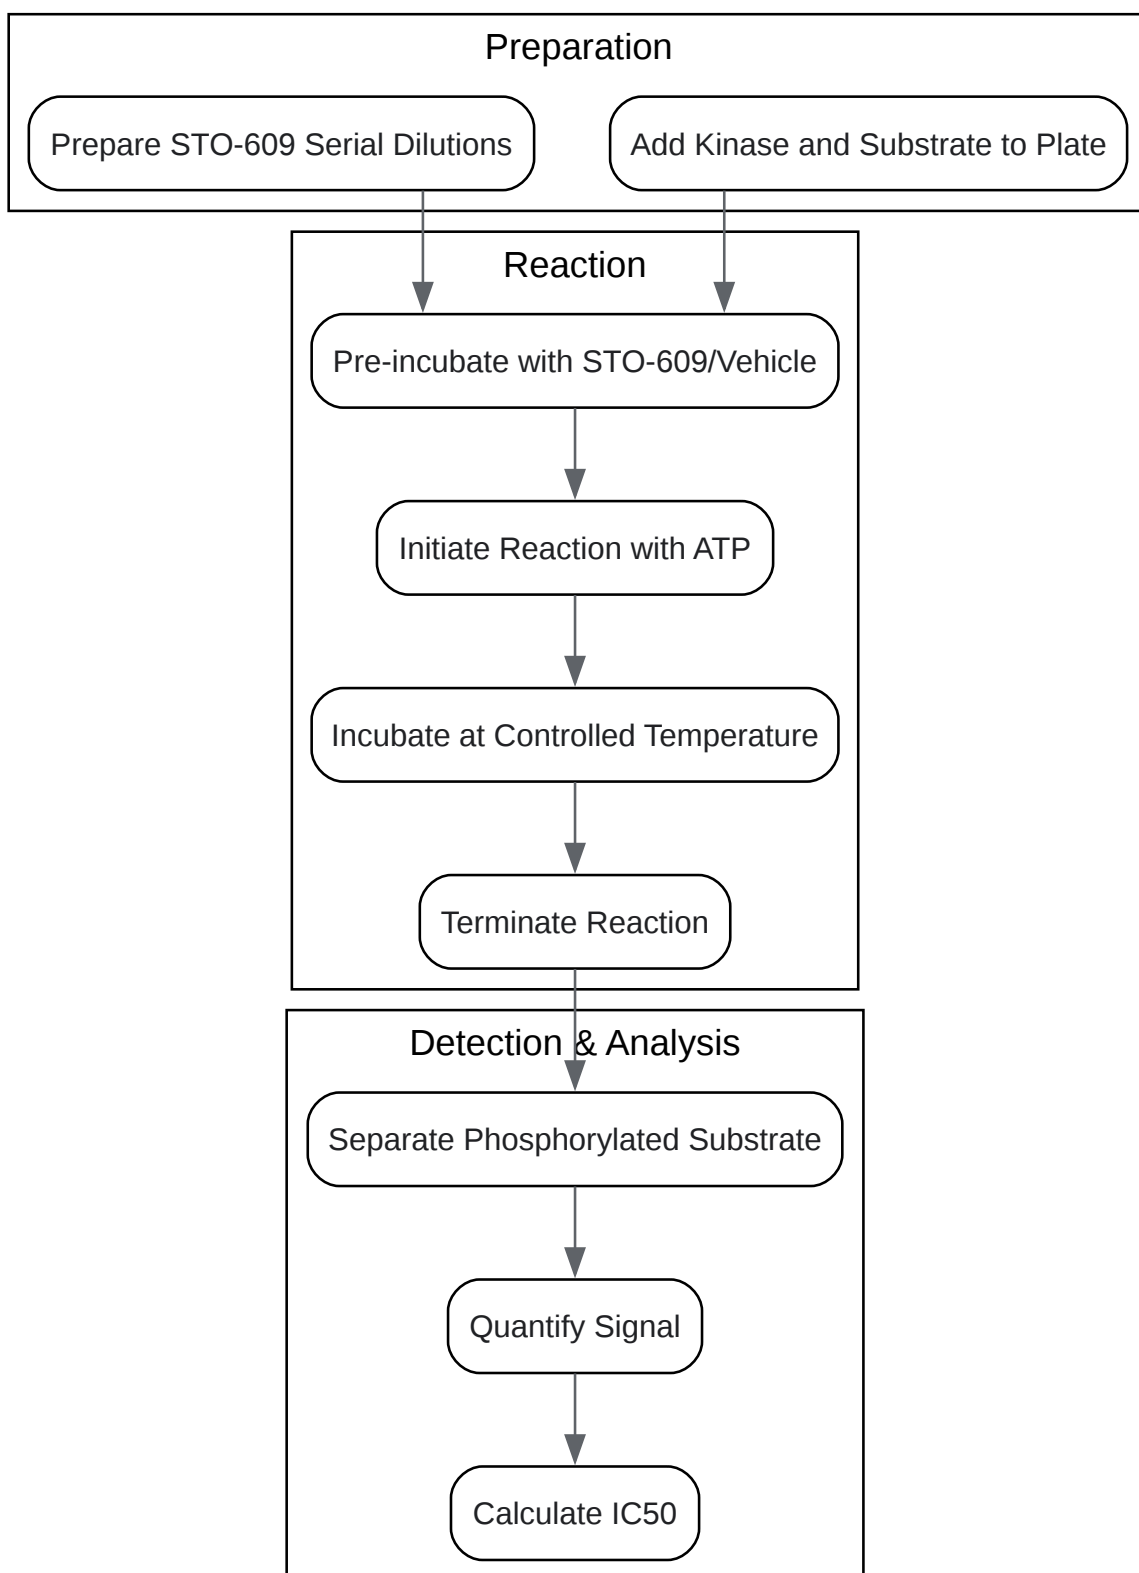 Preparation
Prepare STO-609 Serial Dilutions
Add Kinase and Substrate to Plate
Reaction
Pre-incubate with STO-609/Vehicle
Initiate Reaction with ATP
Incubate at Controlled Temperature
Terminate Reaction
Detection & Analysis
Separate Phosphorylated Substrate
Quantify Signal
Calculate IC50